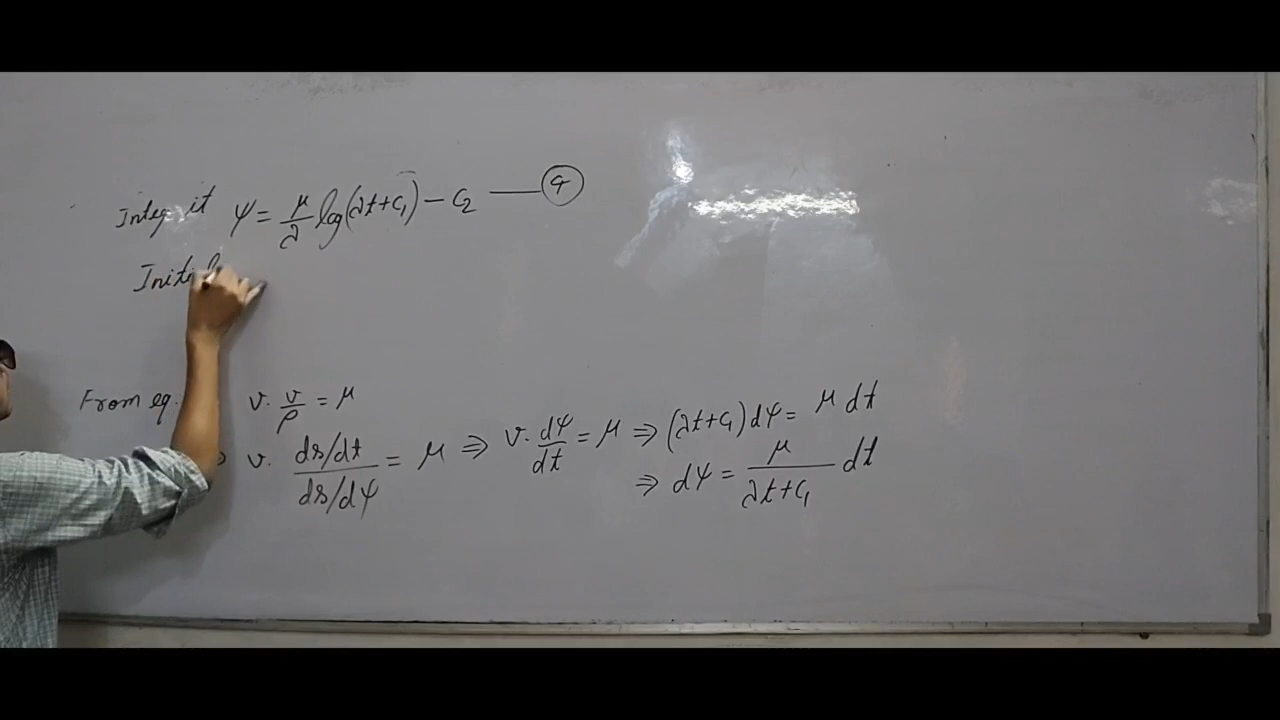 Integ it ψ = μ/λ log(λt+c₁) − c₂ —— ④
Initial
From eq. v. v/ρ = μ
v. (ds/dt)/(ds/dψ) = μ ⇒ v. dψ/dt = μ ⇒ (λt+c₁) dψ = μ dt
⇒ dψ = μ/(λt+c₁) dt